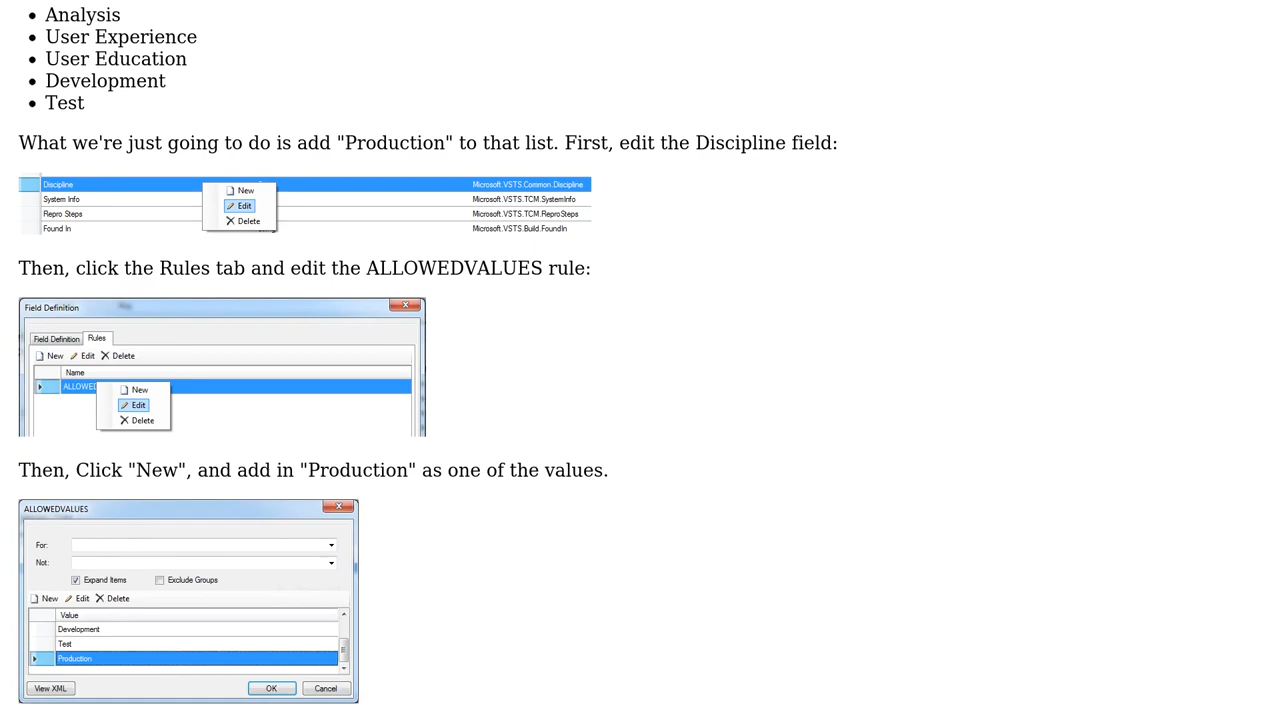 Analysis
User Experience
User Education
Development
Test
What we're just going to do is add "Production" to that list. First, edit the Discipline field:
Discipline Microsoft.VSTS.Common.Discipline
New
System Info Microsoft.VSTS.TCM.SystemInfo
Edit
Repro Steps Microsoft.VSTS.TCM.ReproSteps
Delete
Found In Microsoft.VSTS.Build.FoundIn
Then, click the Rules tab and edit the ALLOWEDVALUES rule:
Field Definition
Field Definition Rules
New Edit Delete
Name
ALLOWED
New
Edit
Delete
Then, Click "New", and add in "Production" as one of the values.
ALLOWEDVALUES
For:
Not:
Expand Items Exclude Groups
New Edit Delete
Value
Development
Test
Production
View XML OK Cancel